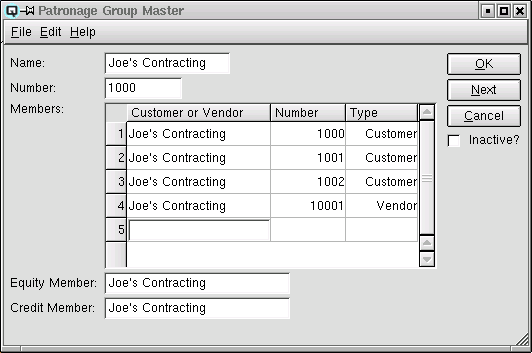 Patronage Group Master
File Edit Help
Name: Joe's Contracting OK
Number: 1000 Next
Members: Customer or Vendor Number Type Cancel
1 Joe's Contracting 1000 Customer Inactive?
2 Joe's Contracting 1001 Customer
3 Joe's Contracting 1002 Customer
4 Joe's Contracting 10001 Vendor
5
Equity Member: Joe's Contracting
Credit Member: Joe's Contracting